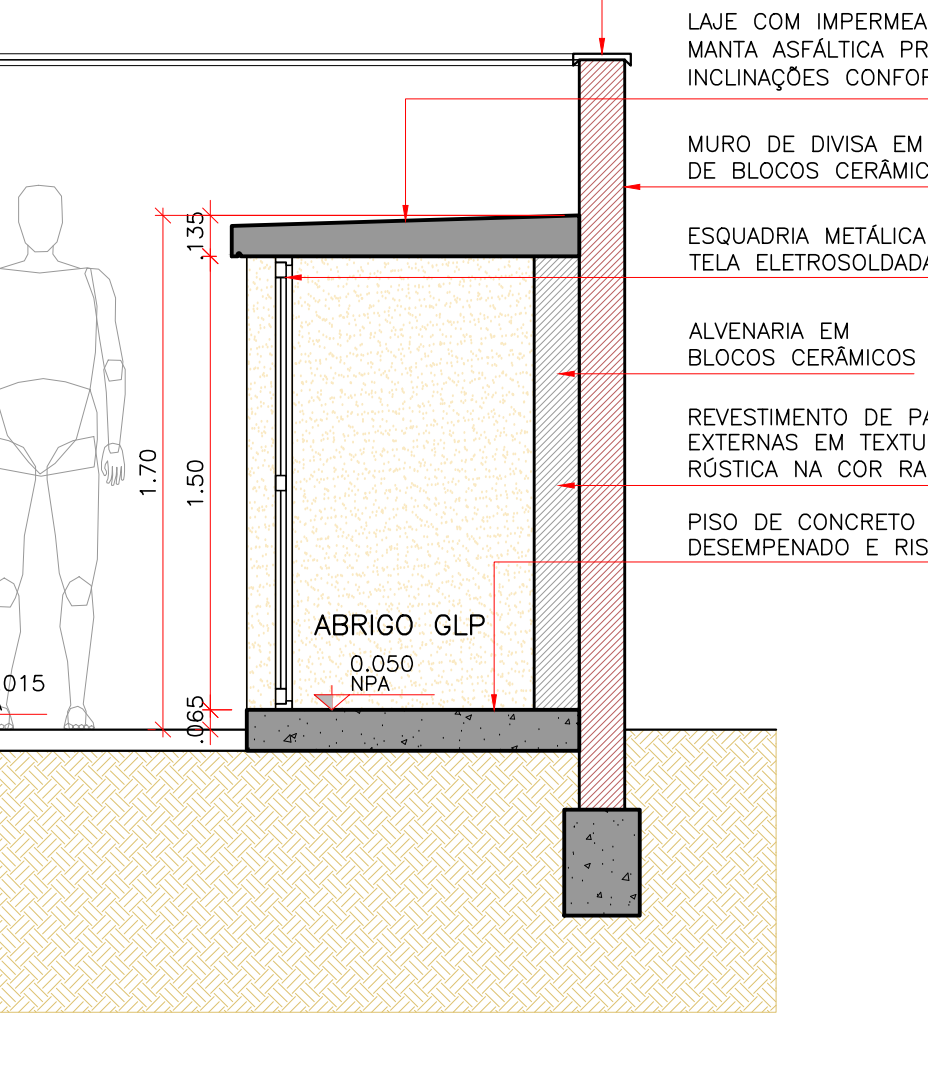 LAJE COM IMPERMEA
MANTA ASFÁLTICA PR
INCLINAÇÕES CONFOR
MURO DE DIVISA EM
DE BLOCOS CERÂMIC
ESQUADRIA METÁLICA
TELA ELETROSOLDADA
ALVENARIA EM
BLOCOS CERÂMICOS
REVESTIMENTO DE PA
EXTERNAS EM TEXTU
RÚSTICA NA COR RA
PISO DE CONCRETO
DESEMPENADO E RIS
.135
1.70
1.50
.065
ABRIGO GLP
0.050
NPA
015